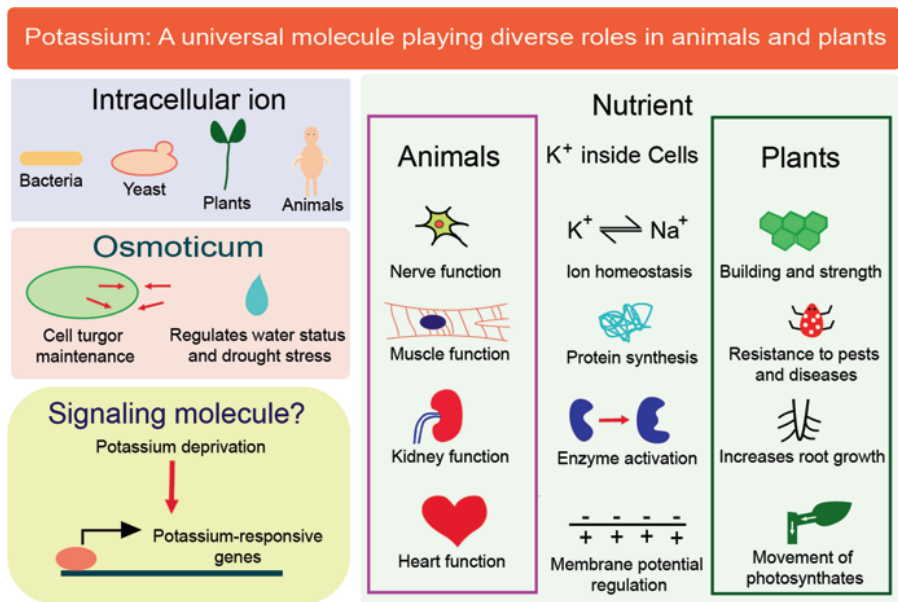 Potassium: A universal molecule playing diverse roles in animals and plants
Intracellular ion
Bacteria
Yeast
Plants
Animals
Osmoticum
Cell turgor
maintenance
Regulates water status
and drought stress
Signaling molecule?
Potassium deprivation
Potassium-responsive
genes
Nutrient
Animals
Nerve function
Muscle function
Kidney function
Heart function
K⁺ inside Cells
K⁺ ⇌ Na⁺
Ion homeostasis
Protein synthesis
Enzyme activation
- - - -
+ + + +
Membrane potential
regulation
Plants
Building and strength
Resistance to pests
and diseases
Increases root growth
Movement of
photosynthates